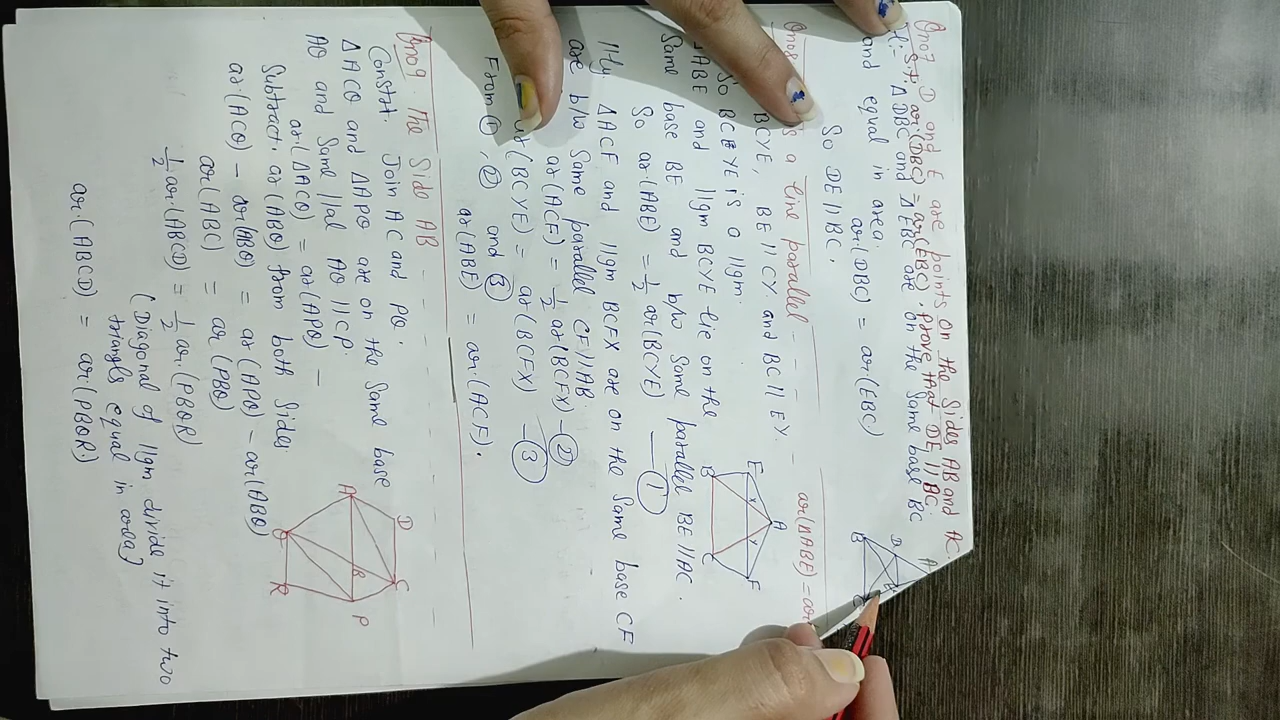 Qno7 D and E are points on the sides AB and AC
S.t. ar(DBC) = ar(EBC), prove that DE || BC.
Δ DBC and Δ EBC are on the same base BC
and equal in area.
ar(DBC) = ar(EBC)
So DE || BC.
A
D
E
B
C
Qno8 a line parallel - - - -
ar(ΔABE) = ar
BCYE, BE || CY and BC || EY.
So BCYE is a ||gm.
ABE and ||gm BCYE lie on the
Same base BE and b/w Same parallel BE || AC.
So ar(ABE) = 1/2 ar(BCYE) — ①
E
A
F
X
Y
B
C
||ly Δ ACF and ||gm BCFX are on the Same base CF
are b/w Same parallel CF || AB.
ar(ACF) = 1/2 ar(BCFX) — ②
ar(BCYE) = ar(BCFX) — ③
From ①, ② and ③
ar(ABE) = ar(ACF).
Qno9. The Side AB - - - -
Constt. Join AC and PQ.
Δ ACQ and Δ APQ are on the Same base
AQ and Same ||al AQ || CP.
ar(ΔACQ) = ar(APQ) —
Subtract. ar(ABQ) from both Sides.
ar(ACQ) - ar(ABQ) = ar(APQ) - ar(ABQ)
ar(ABC) = ar(PBQ)
1/2 ar(ABCD) = 1/2 ar.(PBQR)
(Diagonal of ||gm divide it into two
triangls equal in area)
ar.(ABCD) = ar.(PBQR.)
D
C
A
B
P
Q
R